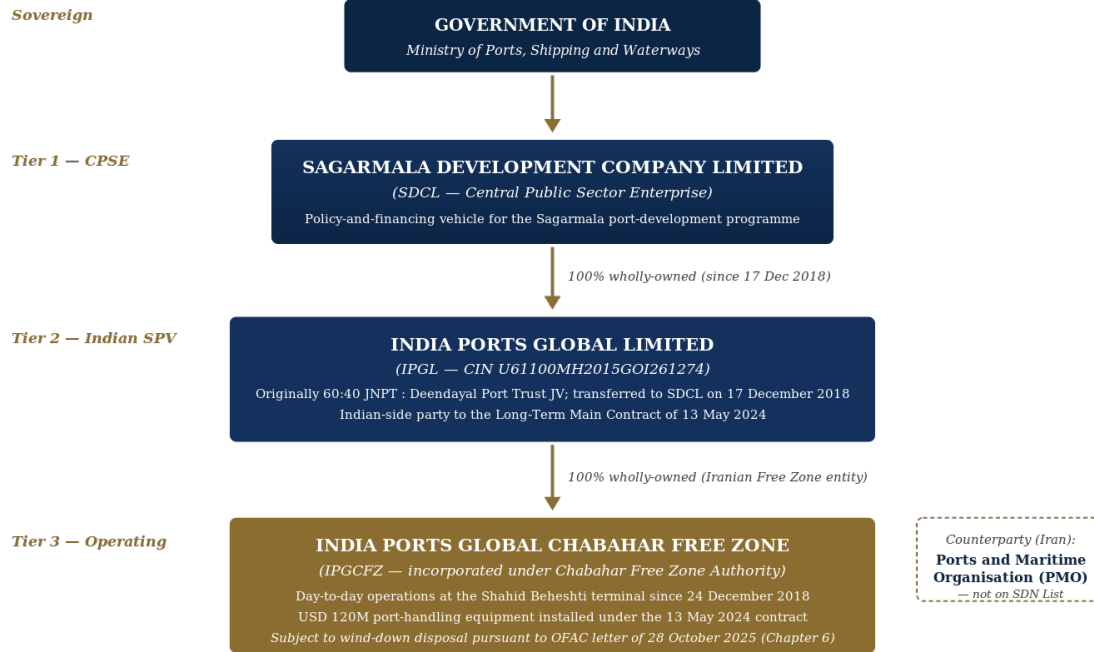 Sovereign
GOVERNMENT OF INDIA
Ministry of Ports, Shipping and Waterways
Tier 1 — CPSE
SAGARMALA DEVELOPMENT COMPANY LIMITED
(SDCL — Central Public Sector Enterprise)
Policy-and-financing vehicle for the Sagarmala port-development programme
100% wholly-owned (since 17 Dec 2018)
Tier 2 — Indian SPV
INDIA PORTS GLOBAL LIMITED
(IPGL — CIN U61100MH2015GOI261274)
Originally 60:40 JNPT : Deendayal Port Trust JV; transferred to SDCL on 17 December 2018
Indian-side party to the Long-Term Main Contract of 13 May 2024
100% wholly-owned (Iranian Free Zone entity)
Tier 3 — Operating
INDIA PORTS GLOBAL CHABAHAR FREE ZONE
(IPGCFZ — incorporated under Chabahar Free Zone Authority)
Day-to-day operations at the Shahid Beheshti terminal since 24 December 2018
USD 120M port-handling equipment installed under the 13 May 2024 contract
Subject to wind-down disposal pursuant to OFAC letter of 28 October 2025 (Chapter 6)
Counterparty (Iran):
Ports and Maritime
Organisation (PMO)
— not on SDN List